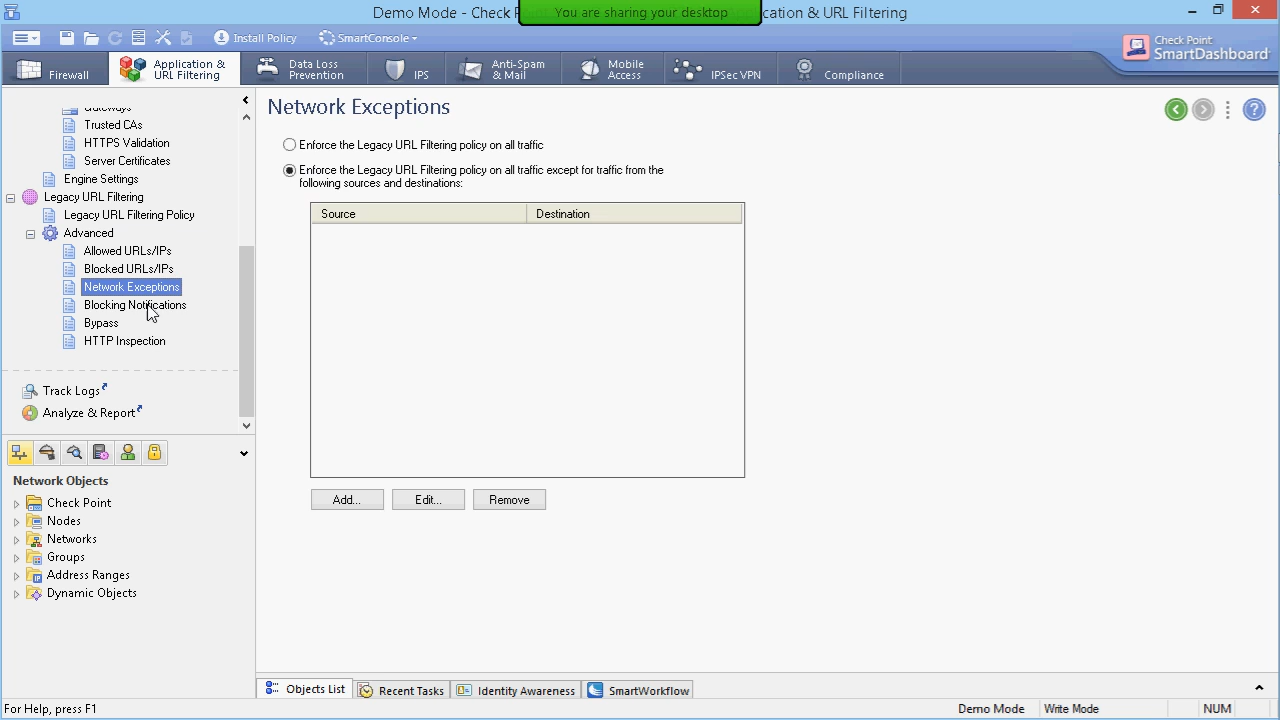 Demo Mode - Check
You are sharing your desktop
ication & URL Filtering
Install Policy
SmartConsole
Check Point
SmartDashboard
Firewall
Application &
URL Filtering
Data Loss
Prevention
IPS
Anti-Spam
& Mail
Mobile
Access
IPSec VPN
Compliance
Gateways
Trusted CAs
HTTPS Validation
Server Certificates
Engine Settings
Legacy URL Filtering
Legacy URL Filtering Policy
Advanced
Allowed URLs/IPs
Blocked URLs/IPs
Network Exceptions
Blocking Notifications
Bypass
HTTP Inspection
Track Logs
Analyze & Report
Network Objects
Check Point
Nodes
Networks
Groups
Address Ranges
Dynamic Objects
Network Exceptions
Enforce the Legacy URL Filtering policy on all traffic
Enforce the Legacy URL Filtering policy on all traffic except for traffic from the
following sources and destinations:
Source Destination
Add... Edit... Remove
Objects List Recent Tasks Identity Awareness SmartWorkflow
For Help, press F1 Demo Mode Write Mode NUM